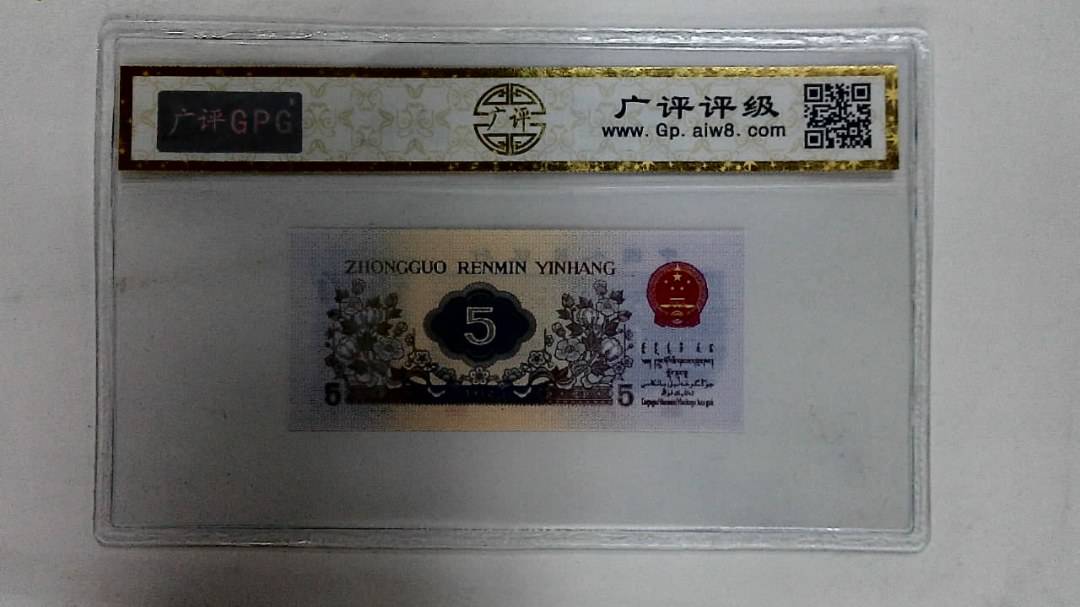 广评GPG
广评
广评评级
www.Gp.aiw8.com
ZHONGGUO RENMIN YINHANG
5
5
5